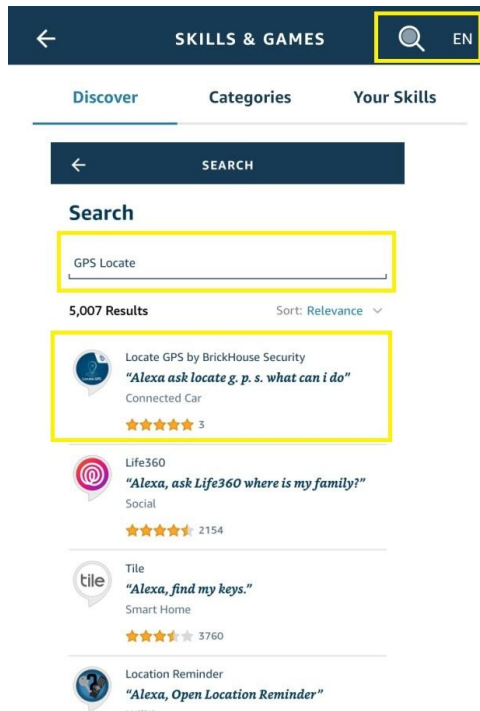 SKILLS & GAMES
EN
Discover Categories Your Skills
SEARCH
Search
GPS Locate
5,007 Results Sort: Relevance
Locate GPS by BrickHouse Security
“Alexa ask locate g. p. s. what can i do”
Connected Car
3
Life360
“Alexa, ask Life360 where is my family?”
Social
2154
tile
Tile
“Alexa, find my keys.”
Smart Home
3760
Location Reminder
“Alexa, Open Location Reminder”